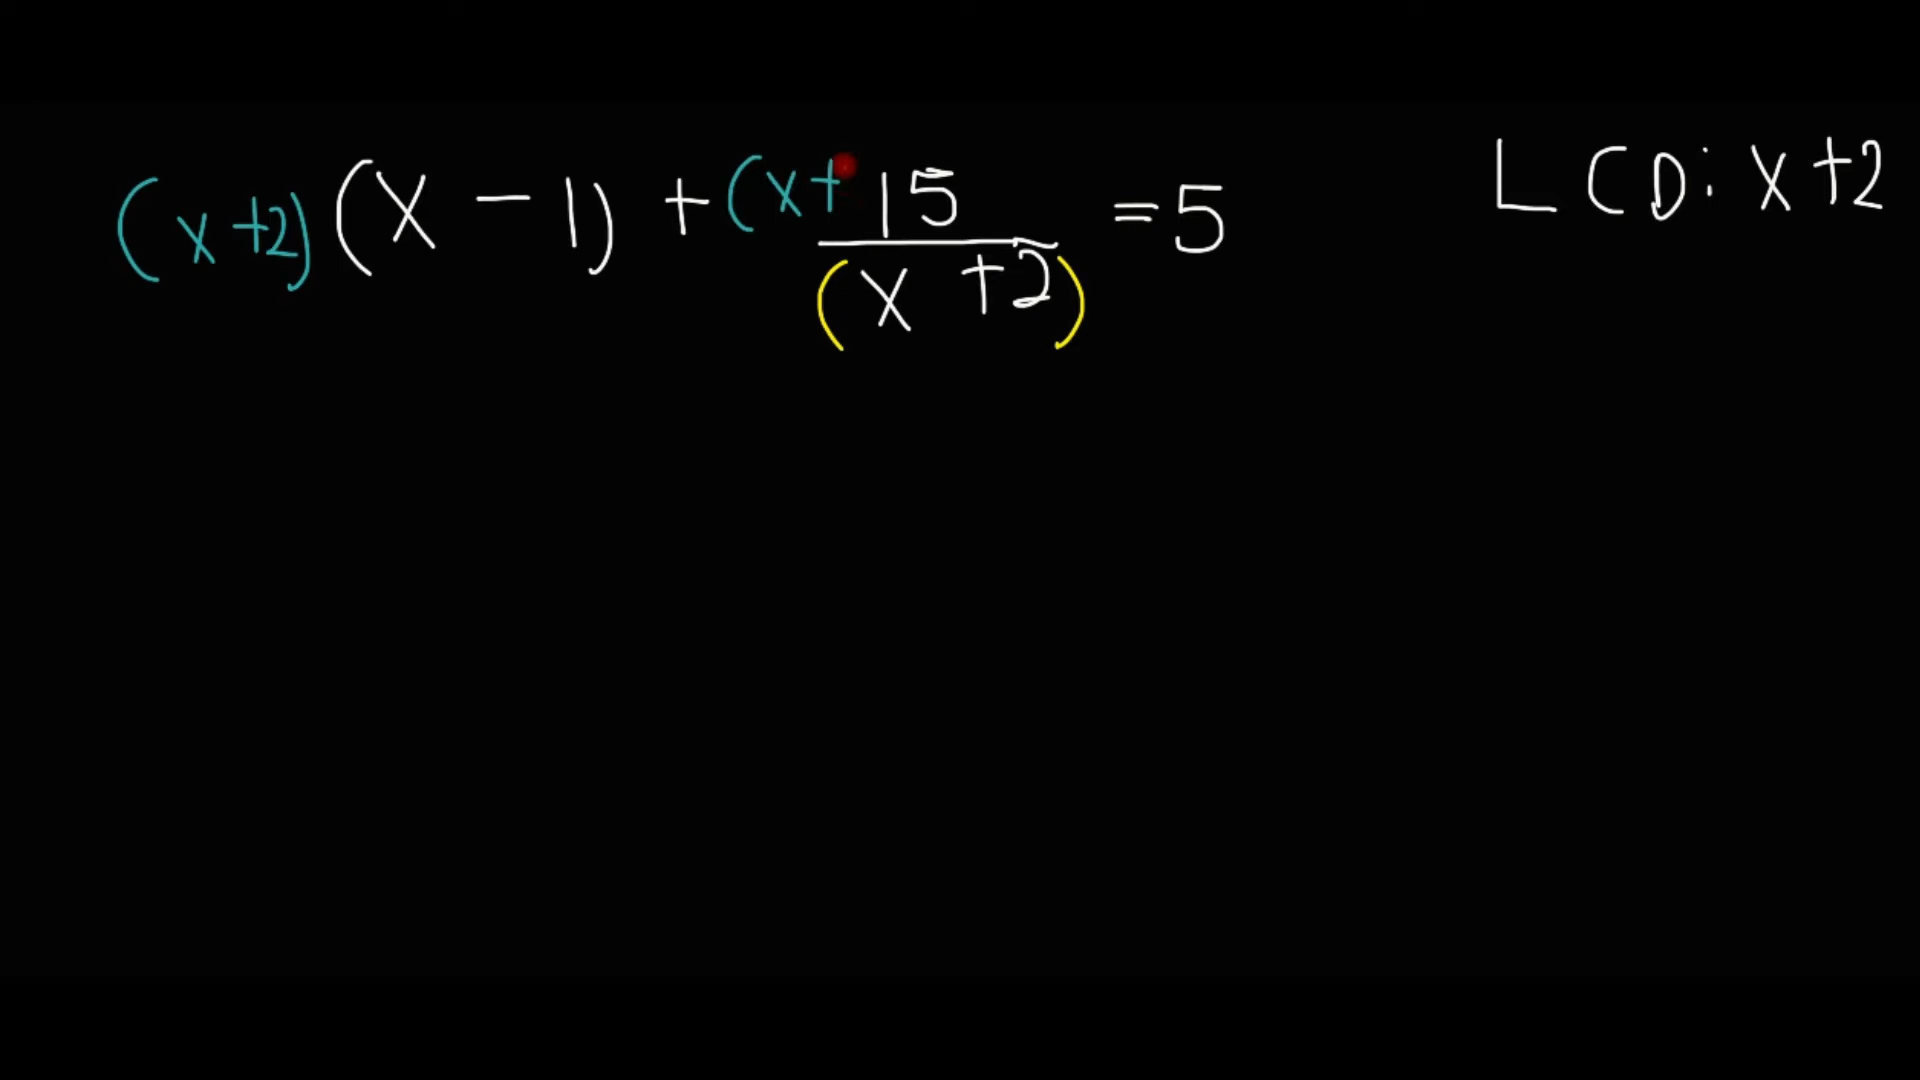 (x+2)(x - 1) + (x+ 15/(x+2) = 5
LCD: x+2